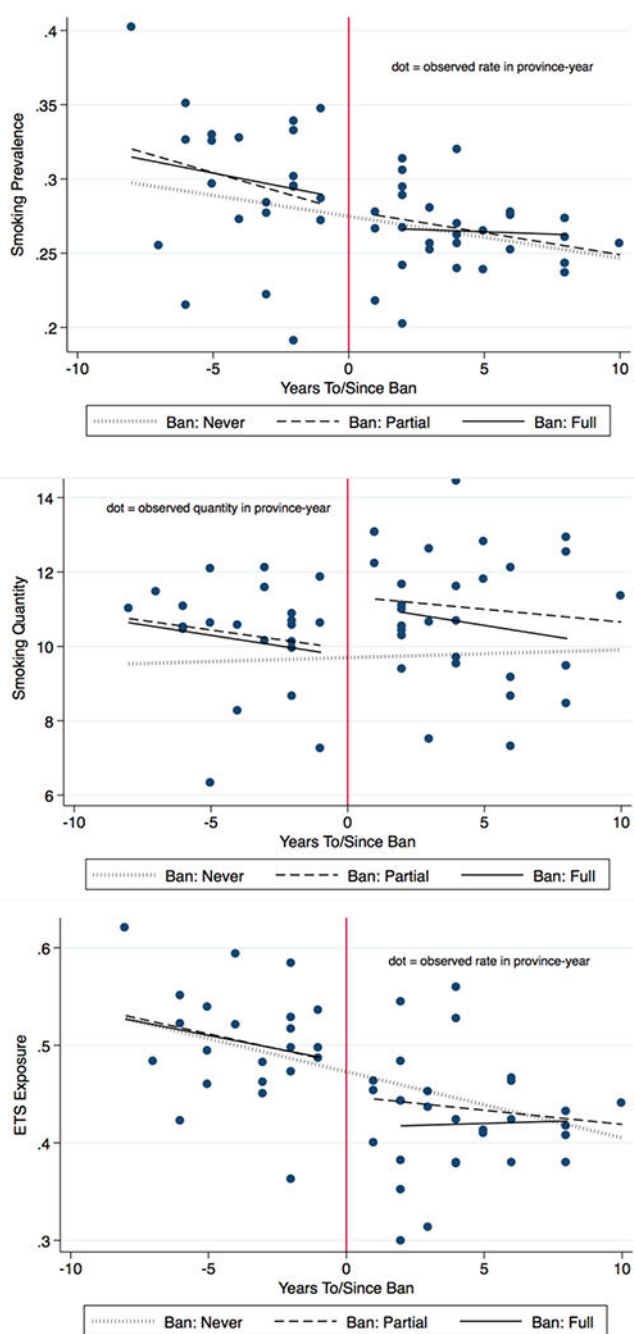 .4
dot = observed rate in province-year
.35
Smoking Prevalence
.3
.25
.2
-10 -5 0 5 10
Years To/Since Ban
Ban: Never Ban: Partial Ban: Full
14
dot = observed quantity in province-year
12
Smoking Quantity
10
8
6
-10 -5 0 5 10
Years To/Since Ban
Ban: Never Ban: Partial Ban: Full
.6
dot = observed rate in province-year
.5
ETS Exposure
.4
.3
-10 -5 0 5 10
Years To/Since Ban
Ban: Never Ban: Partial Ban: Full